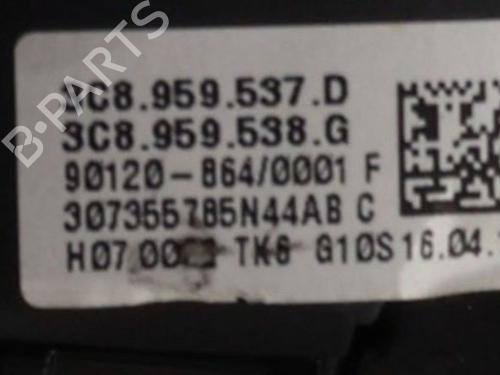 B-PARTS
3C8.959.537.D
3C8.959.538.G
90120-864/0001 F
307355785N44AB C
H07 TK6 G10S16.04.